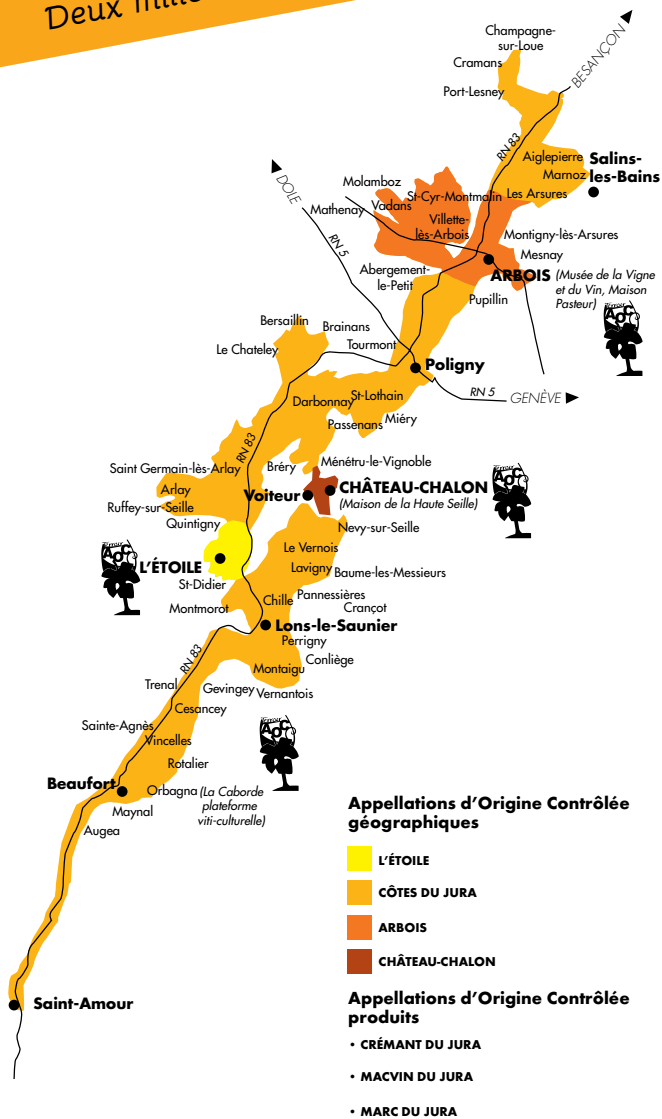 Deux mille
Champagne-
sur-Loue
Cramans
Port-Lesney
BESANÇON
RN 83
Aiglepierre
Marnoz
Salins-
les-Bains
Les Arsures
DOLE
Molamboz
St-Cyr-Montmalin
Mathenay
Vadans
Villette-
lès-Arbois
RN 5
Montigny-lès-Arsures
Mesnay
Abergement-
le-Petit
ARBOIS (Musée de la Vigne
et du Vin, Maison
Pasteur)
Pupillin
AOC
Bersaillin
Brainans
Le Chateley
Tourmont
Poligny
RN 5
GENÈVE
Darbonnay
St-Lothain
Passenans
Miéry
RN 83
Saint Germain-lès-Arlay
Bréry
Ménétru-le-Vignoble
Arlay
Voiteur
CHÂTEAU-CHALON
(Maison de la Haute Seille)
AOC
Ruffey-sur-Seille
Quintigny
Nevy-sur-Seille
AOC
L'ÉTOILE
Le Vernois
Lavigny
Baume-les-Messieurs
St-Didier
Montmorot
Chille
Pannessières
Crançot
Lons-le-Saunier
Perrigny
Conliège
RN 83
Montaigu
Trenal
Gevingey
Vernantois
Cesancey
Sainte-Agnès
Vincelles
AOC
Rotalier
Beaufort
Orbagna (La Caborde
plateforme
viti-culturelle)
Maynal
Augea
Saint-Amour
Appellations d'Origine Contrôlée
géographiques
L'ÉTOILE
CÔTES DU JURA
ARBOIS
CHÂTEAU-CHALON
Appellations d'Origine Contrôlée
produits
• CRÉMANT DU JURA
• MACVIN DU JURA
• MARC DU JURA